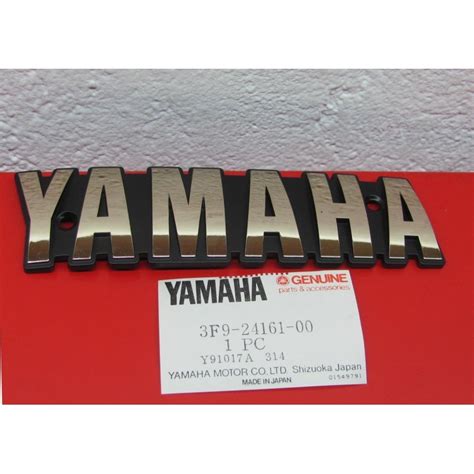 YAMAHA
YAMAHA GENUINE
parts & accessories
3F9-24161-00
1 PC
Y91017A 314
YAMAHA MOTOR CO., LTD. Shizuoka Japan
MADE IN JAPAN
01549791